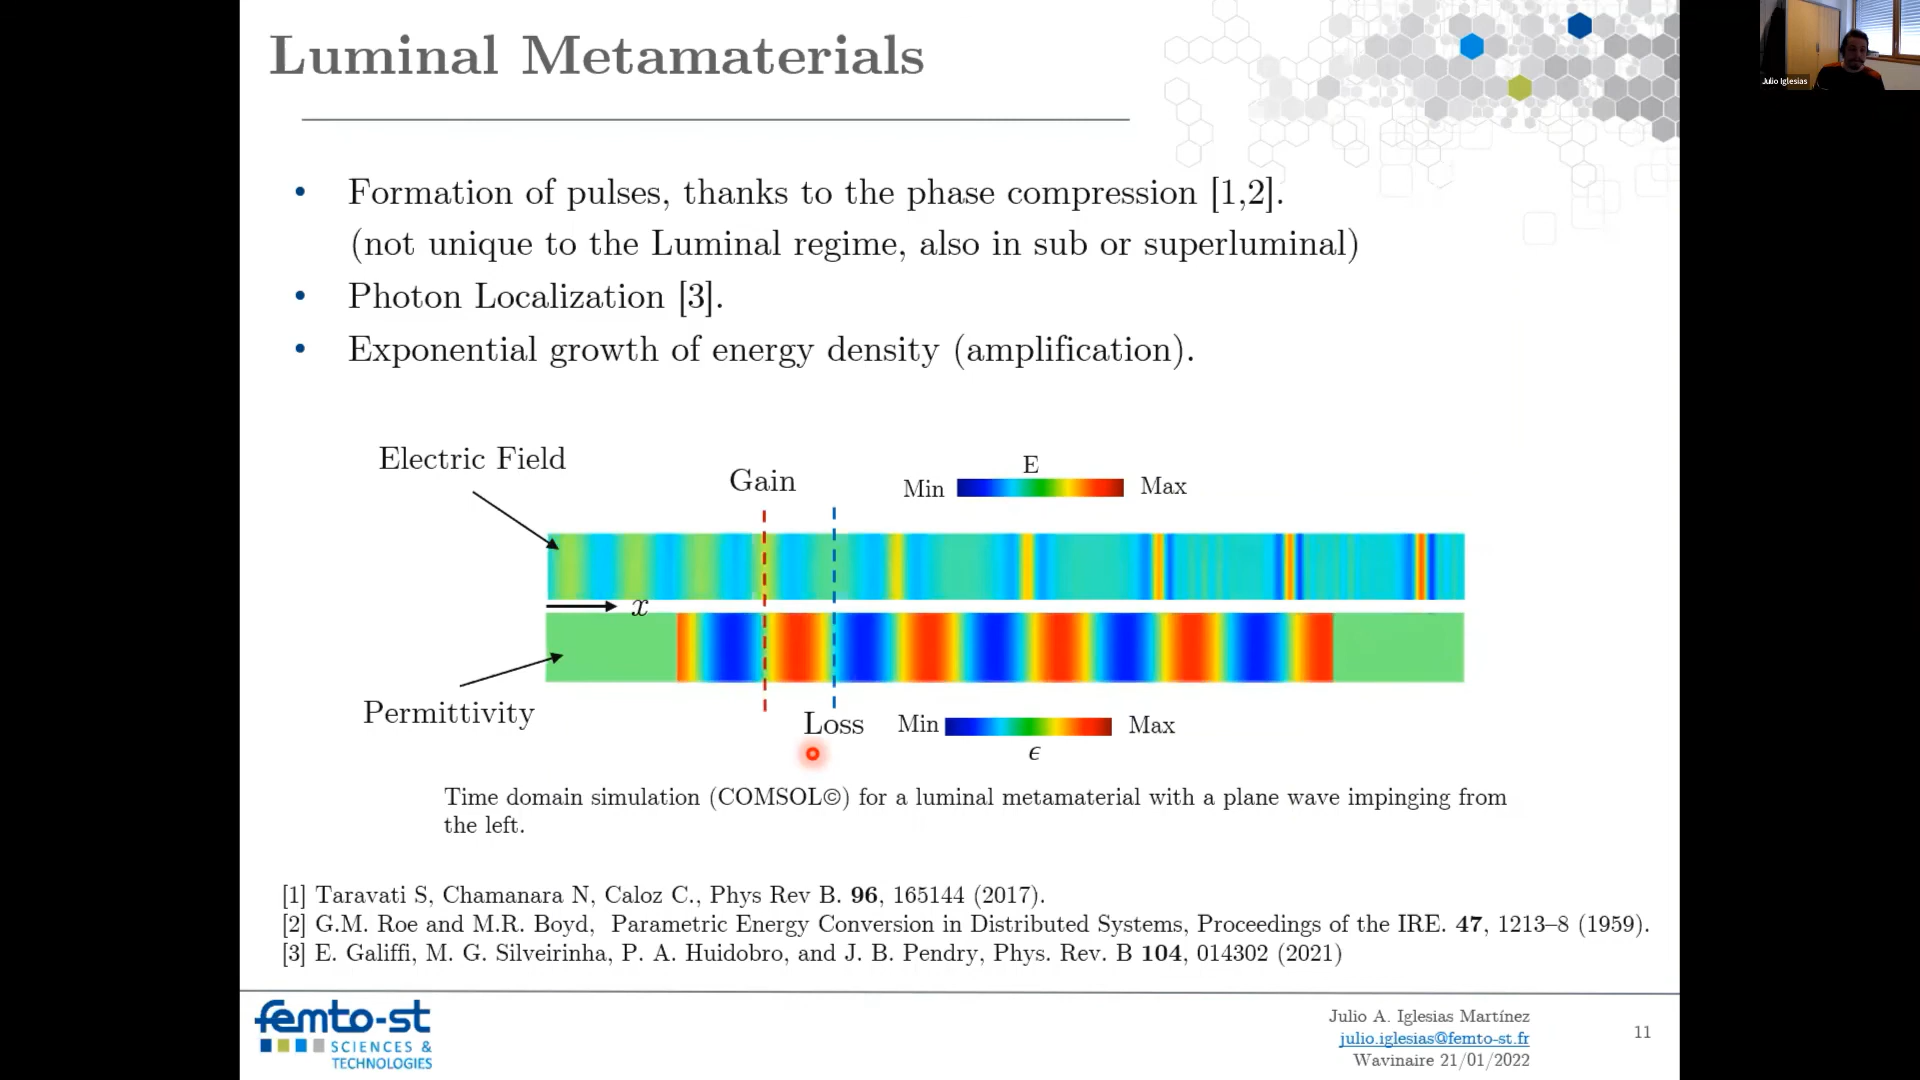 Luminal Metamaterials
Julio Iglesias
• Formation of pulses, thanks to the phase compression [1,2].
(not unique to the Luminal regime, also in sub or superluminal)
• Photon Localization [3].
• Exponential growth of energy density (amplification).
Electric Field
Gain
E
Min Max
x
Permittivity
Loss
Min Max
ϵ
Time domain simulation (COMSOL©) for a luminal metamaterial with a plane wave impinging from
the left.
[1] Taravati S, Chamanara N, Caloz C., Phys Rev B. 96, 165144 (2017).
[2] G.M. Roe and M.R. Boyd, Parametric Energy Conversion in Distributed Systems, Proceedings of the IRE. 47, 1213–8 (1959).
[3] E. Galiffi, M. G. Silveirinha, P. A. Huidobro, and J. B. Pendry, Phys. Rev. B 104, 014302 (2021)
femto-st
SCIENCES &
TECHNOLOGIES
Julio A. Iglesias Martínez
julio.iglesias@femto-st.fr
Wavinaire 21/01/2022
11